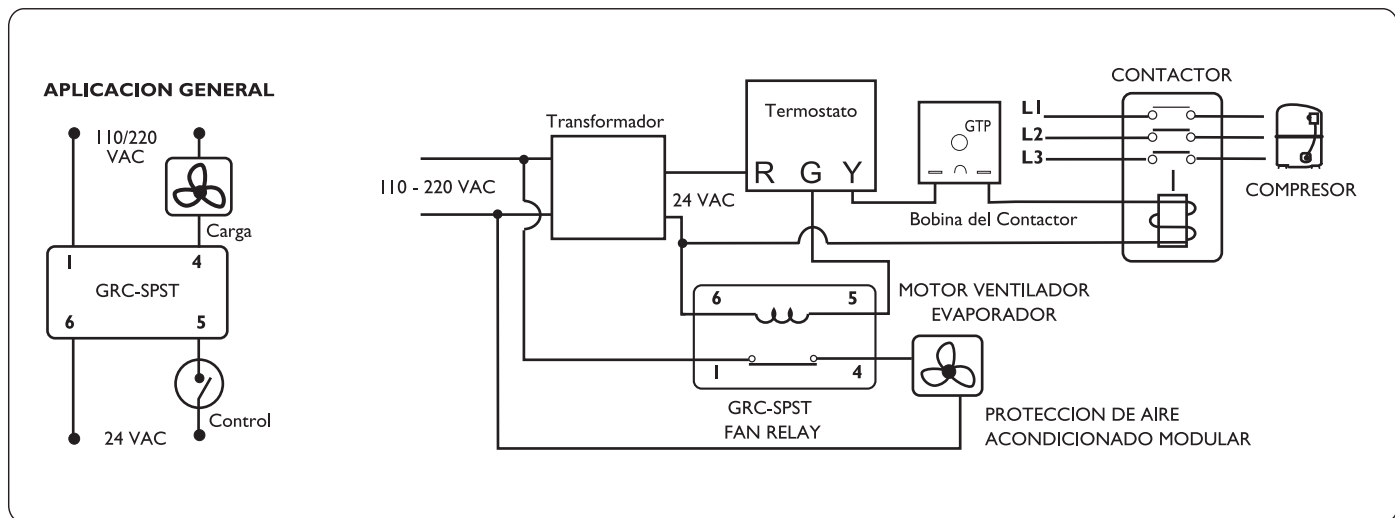 APLICACION GENERAL
110/220
VAC
Carga
1 4
GRC-SPST
6 5
Control
24 VAC
110 - 220 VAC
Transformador
24 VAC
Termostato
R G Y
GTP
Bobina del Contactor
CONTACTOR
L1
L2
L3
COMPRESOR
6 5
1 4
GRC-SPST
FAN RELAY
MOTOR VENTILADOR
EVAPORADOR
PROTECCION DE AIRE
ACONDICIONADO MODULAR